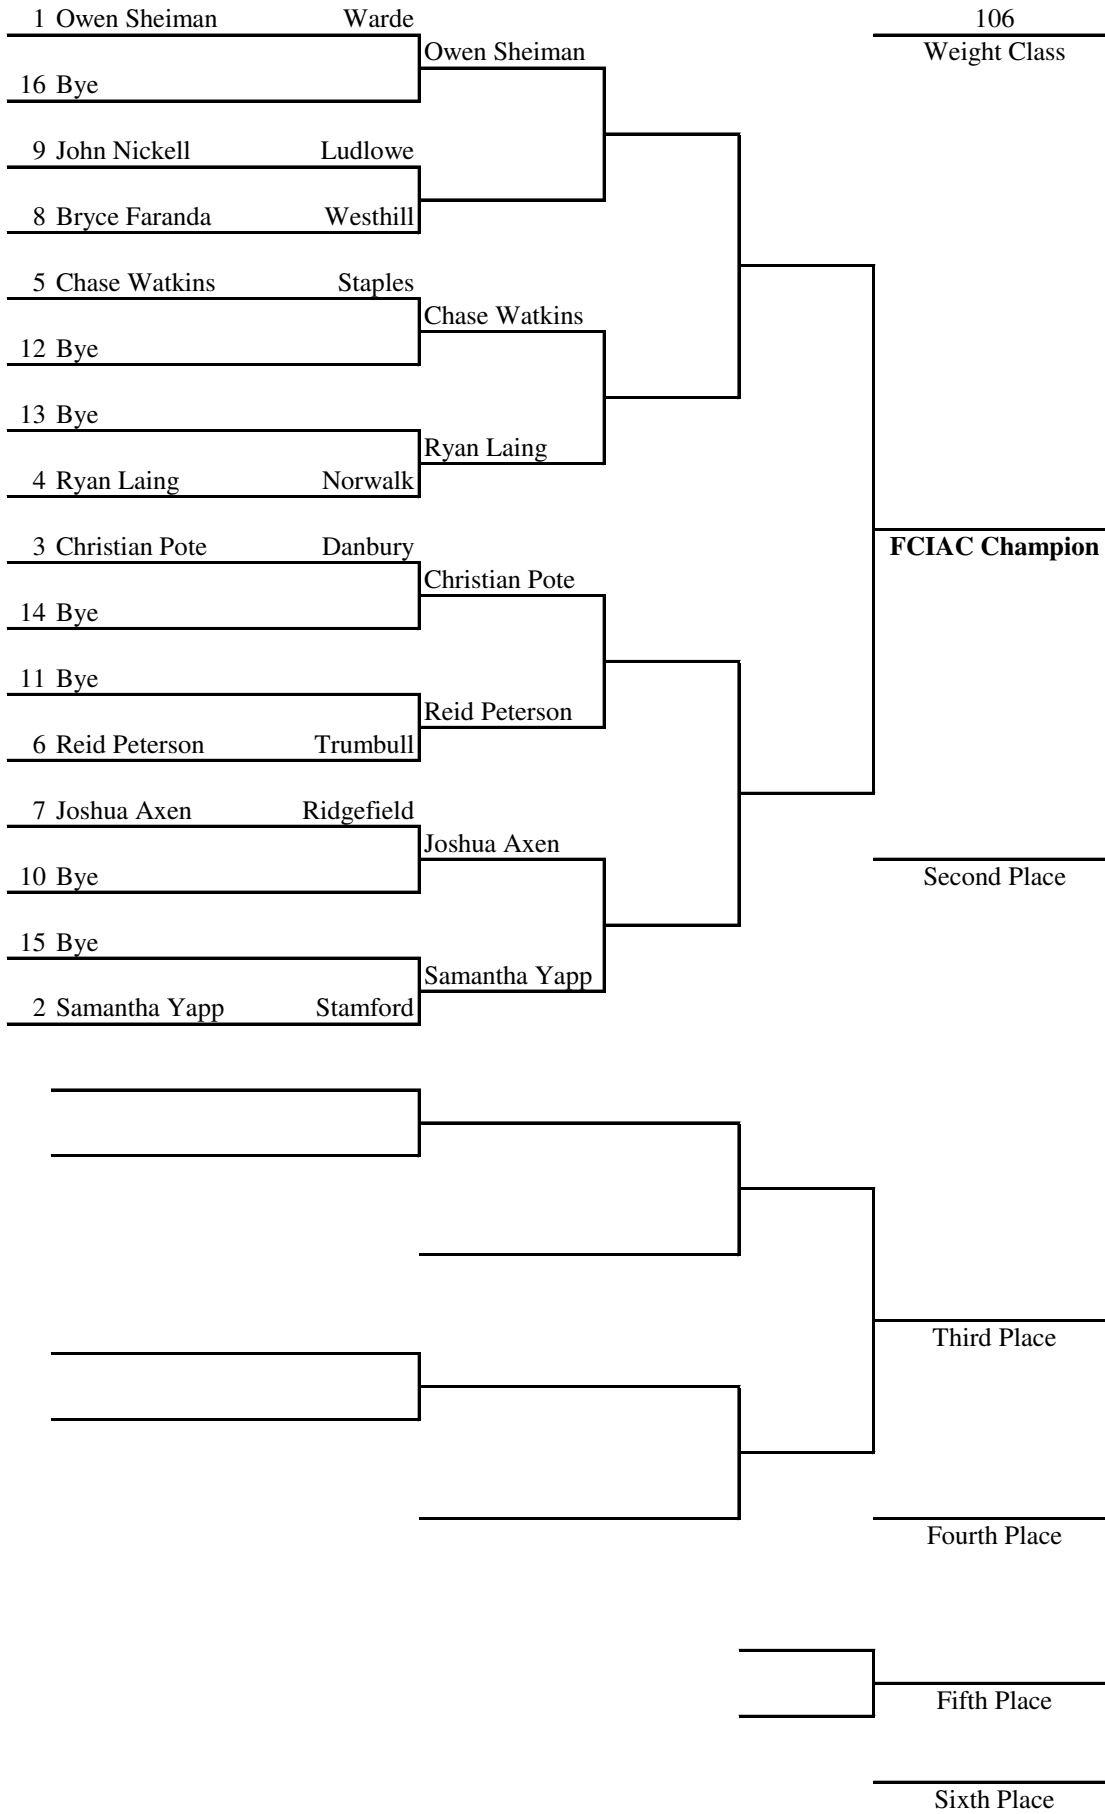 1 Owen Sheiman Warde
106
Owen Sheiman
Weight Class
16 Bye
9 John Nickell Ludlowe
8 Bryce Faranda Westhill
5 Chase Watkins Staples
Chase Watkins
12 Bye
13 Bye
Ryan Laing
4 Ryan Laing Norwalk
3 Christian Pote Danbury
FCIAC Champion
Christian Pote
14 Bye
11 Bye
Reid Peterson
6 Reid Peterson Trumbull
7 Joshua Axen Ridgefield
Joshua Axen
10 Bye
Second Place
15 Bye
Samantha Yapp
2 Samantha Yapp Stamford
Third Place
Fourth Place
Fifth Place
Sixth Place